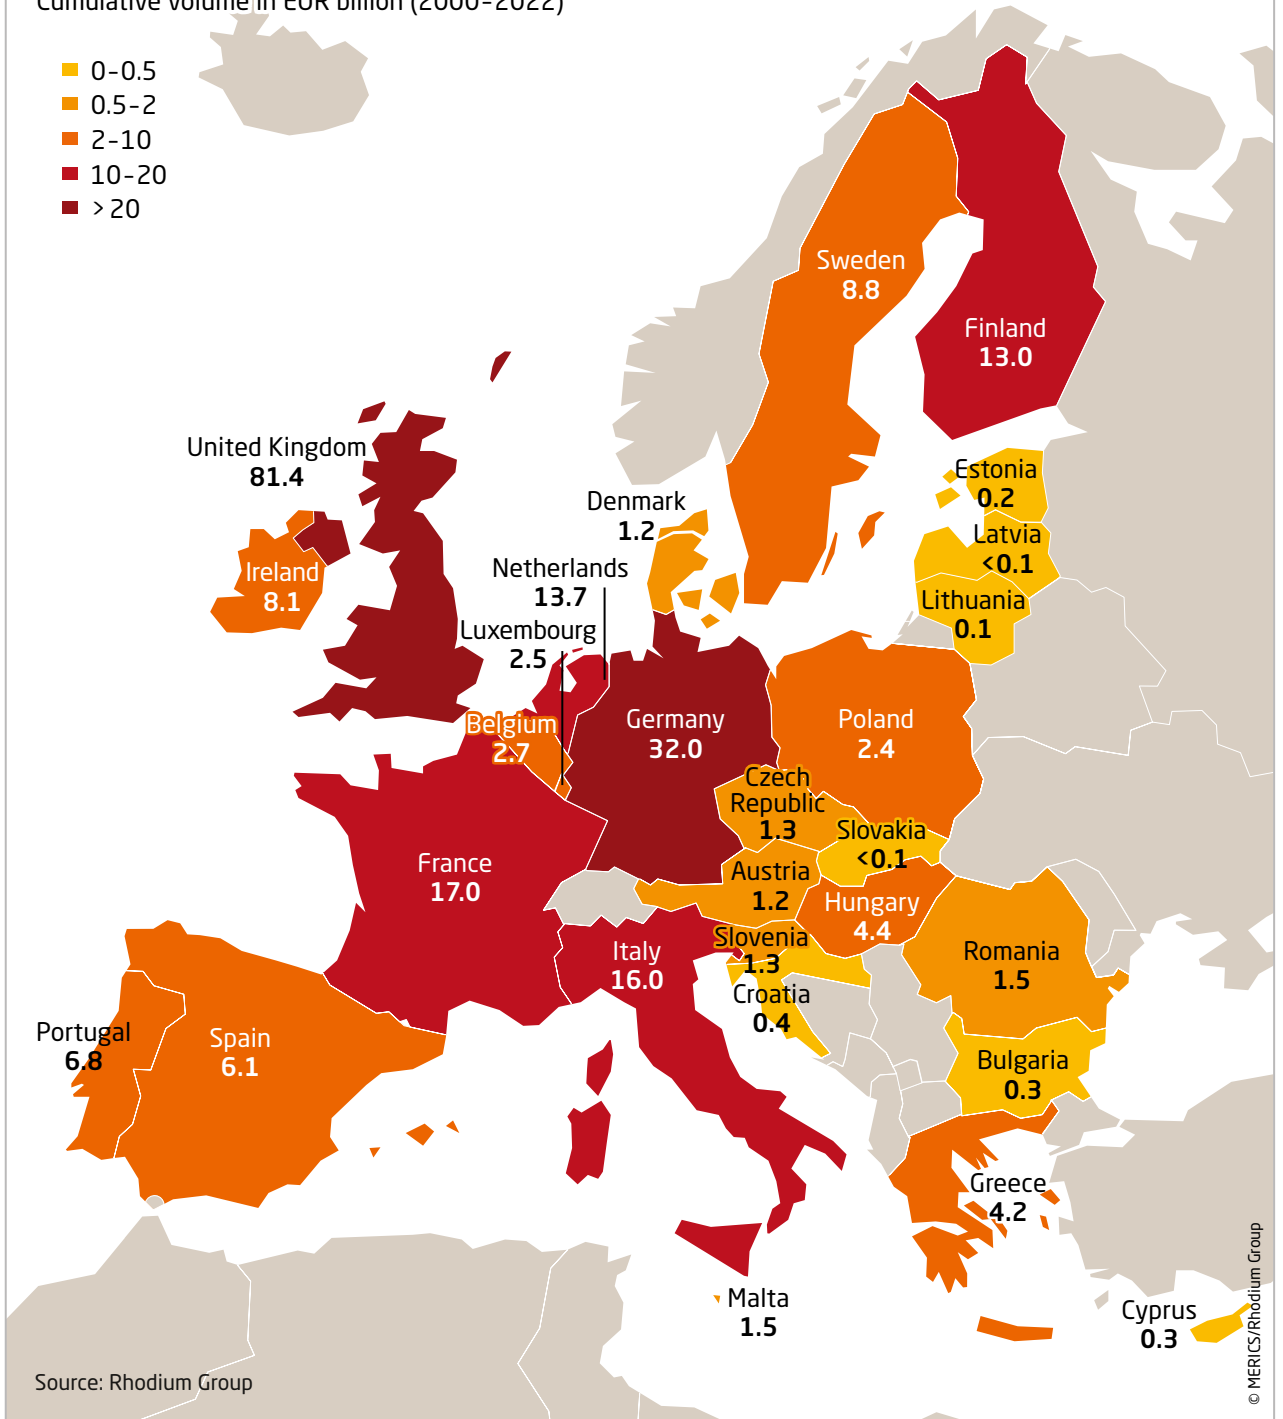 Cumulative volume in EUR billion (2000–2022)
0–0.5
0.5–2
2–10
10–20
> 20
Sweden
8.8
Finland
13.0
United Kingdom
81.4
Estonia
0.2
Denmark
1.2
Latvia
<0.1
Netherlands
13.7
Ireland
8.1
Lithuania
0.1
Luxembourg
2.5
Belgium
2.7
Germany
32.0
Poland
2.4
Czech
Republic
1.3
Slovakia
<0.1
France
17.0
Austria
1.2
Hungary
4.4
Slovenia
1.3
Italy
16.0
Romania
1.5
Croatia
0.4
Portugal
6.8
Spain
6.1
Bulgaria
0.3
Greece
4.2
Malta
1.5
Cyprus
0.3
Source: Rhodium Group
© MERICS/Rhodium Group